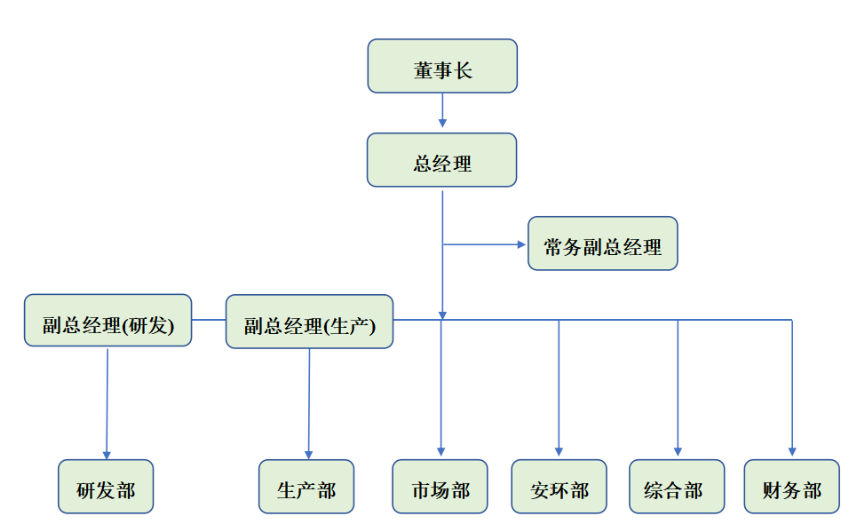 董事长
总经理
常务副总经理
副总经理(研发)
副总经理(生产)
研发部
生产部
市场部
安环部
综合部
财务部